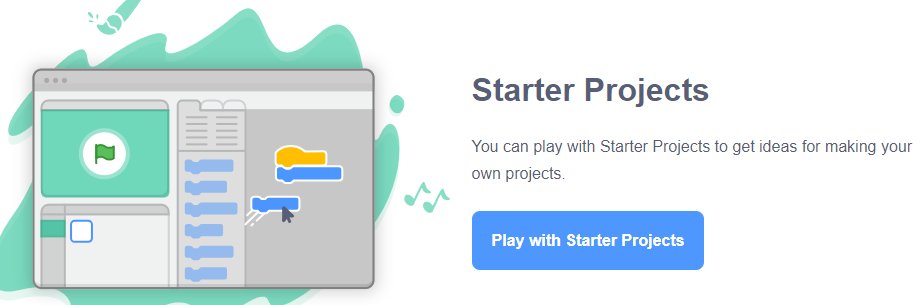 Starter Projects
You can play with Starter Projects to get ideas for making your
own projects.
Play with Starter Projects